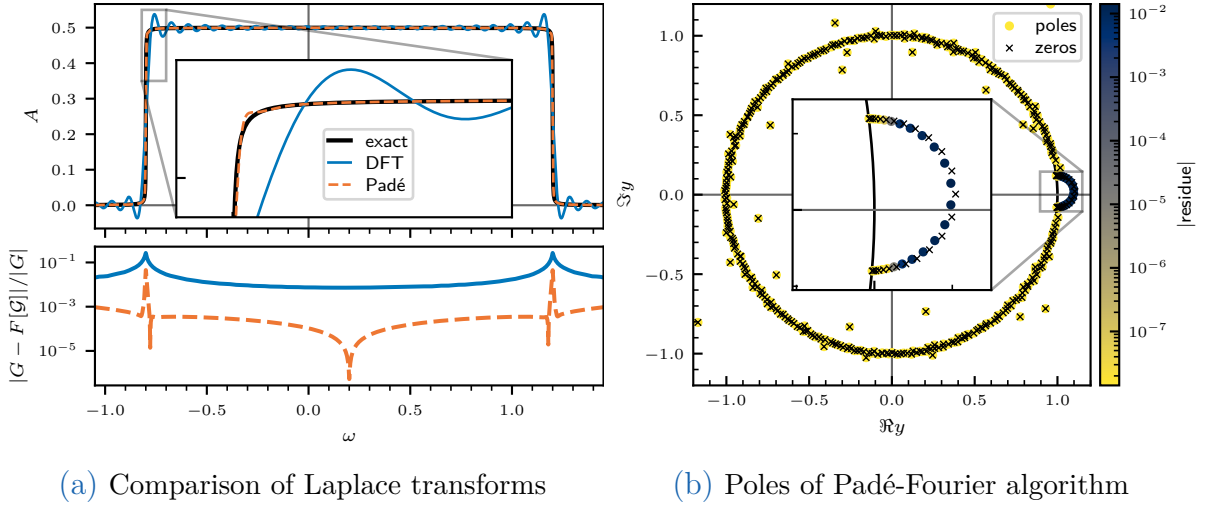 0.5
0.4
0.3
0.2
0.1
0.0
A
exact
DFT
Padé
10⁻¹
10⁻³
10⁻⁵
|G − F[𝒢]|/|G|
−1.0
−0.5
0.0
0.5
1.0
ω
(a) Comparison of Laplace transforms
1.0
0.5
0.0
−0.5
−1.0
ℑy
poles
zeros
−1.0
−0.5
0.0
0.5
1.0
ℜy
10⁻²
10⁻³
10⁻⁴
10⁻⁵
10⁻⁶
10⁻⁷
|residue|
(b) Poles of Padé-Fourier algorithm